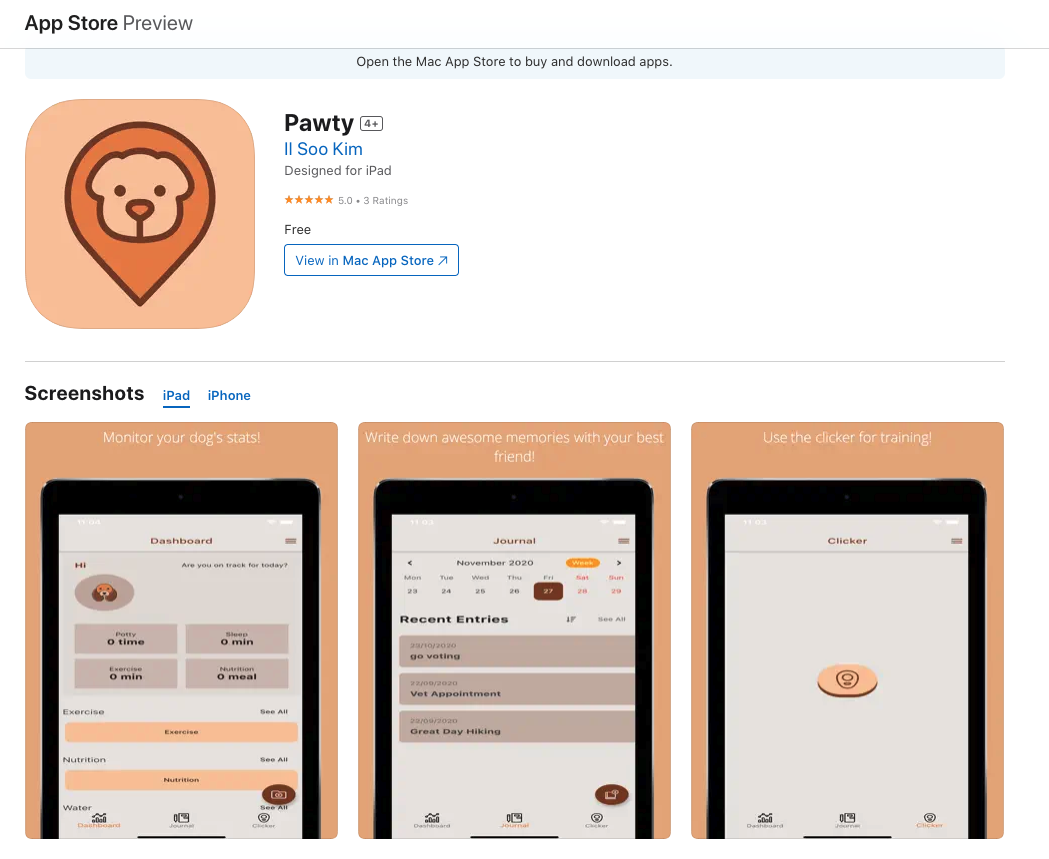 App Store Preview
Open the Mac App Store to buy and download apps.
Pawty 4+
Il Soo Kim
Designed for iPad
5.0 • 3 Ratings
Free
View in Mac App Store
Screenshots iPad iPhone
Monitor your dog's stats!
11:04
Dashboard
Hi
Are you on track for today?
Potty
0 time
Sleep
0 min
Exercise
0 min
Nutrition
0 meal
Exercise See All
Exercise
Nutrition See All
Nutrition
Water See All
Dashboard Journal Clicker
Write down awesome memories with your best
friend!
11:03
Journal
< November 2020 Week >
Mon Tue Wed Thu Fri Sat Sun
23 24 25 26 27 28 29
Recent Entries See All
23/10/2020
go voting
22/09/2020
Vet Appointment
22/09/2020
Great Day Hiking
Dashboard Journal Clicker
Use the clicker for training!
11:03
Clicker
Dashboard Journal Clicker